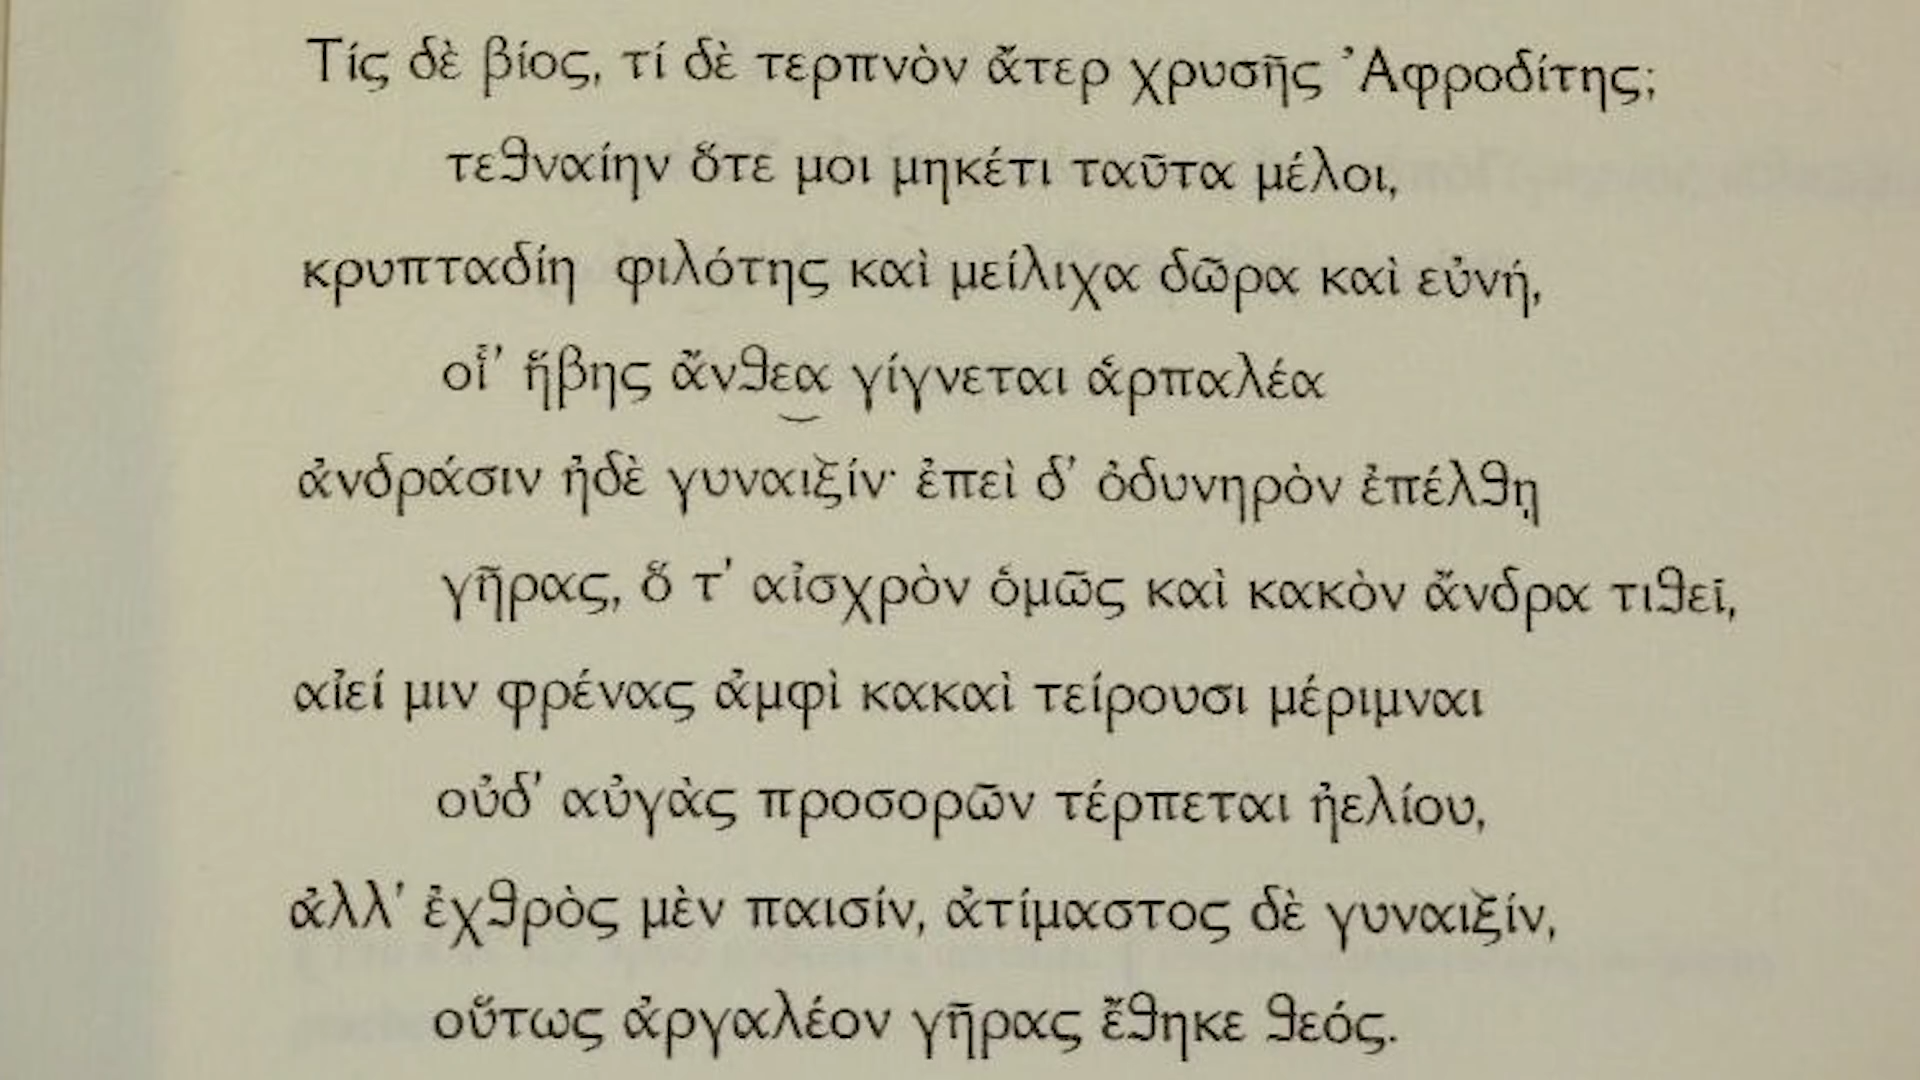 Τίς δὲ βίος, τί δὲ τερπνὸν ἄτερ χρυσῆς Ἀφροδίτης;
τεθναίην ὅτε μοι μηκέτι ταῦτα μέλοι,
κρυπταδίη φιλότης καὶ μείλιχα δῶρα καὶ εὐνή,
οἷ' ἥβης ἄνθεα γίγνεται ἁρπαλέα
ἀνδράσιν ἠδὲ γυναιξίν· ἐπεὶ δ' ὀδυνηρὸν ἐπέλθῃ
γῆρας, ὅ τ' αἰσχρὸν ὁμῶς καὶ κακὸν ἄνδρα τιθεῖ,
αἰεί μιν φρένας ἀμφὶ κακαὶ τείρουσι μέριμναι
οὐδ' αὐγὰς προσορῶν τέρπεται ἠελίου,
ἀλλ' ἐχθρὸς μὲν παισίν, ἀτίμαστος δὲ γυναιξίν,
οὕτως ἀργαλέον γῆρας ἔθηκε θεός.